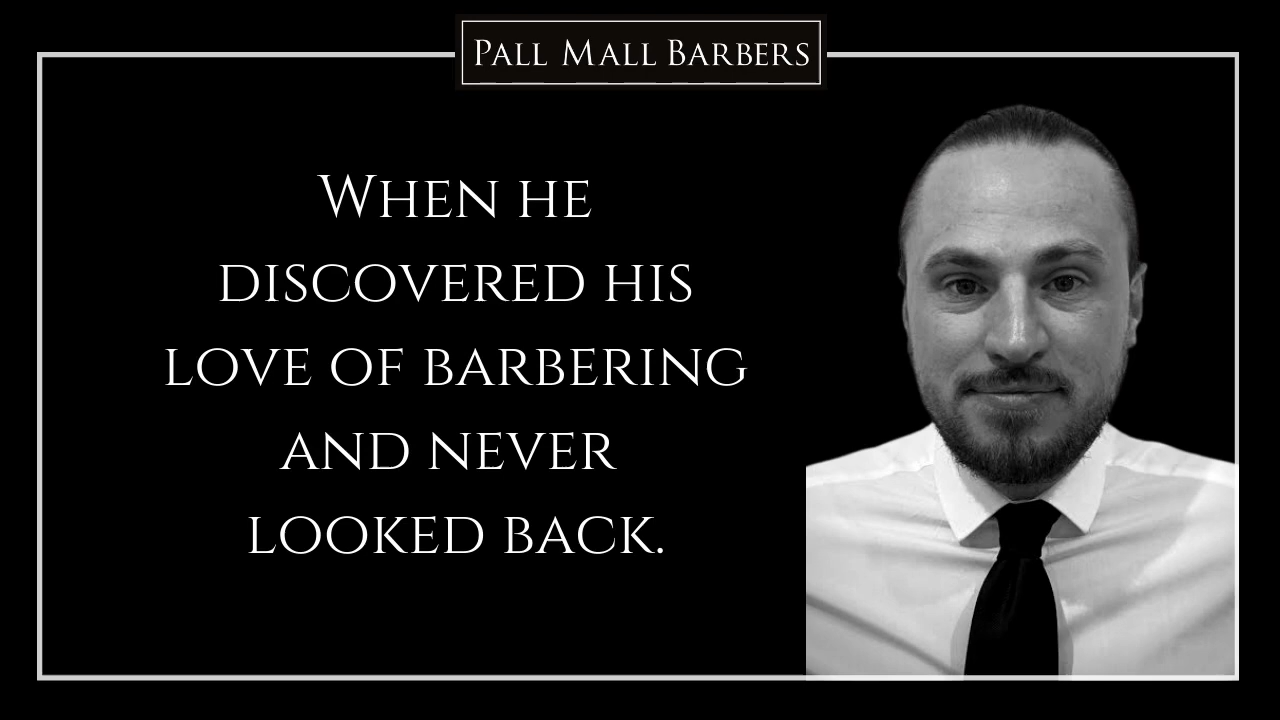 Pall Mall Barbers
When he
discovered his
love of barbering
and never
looked back.